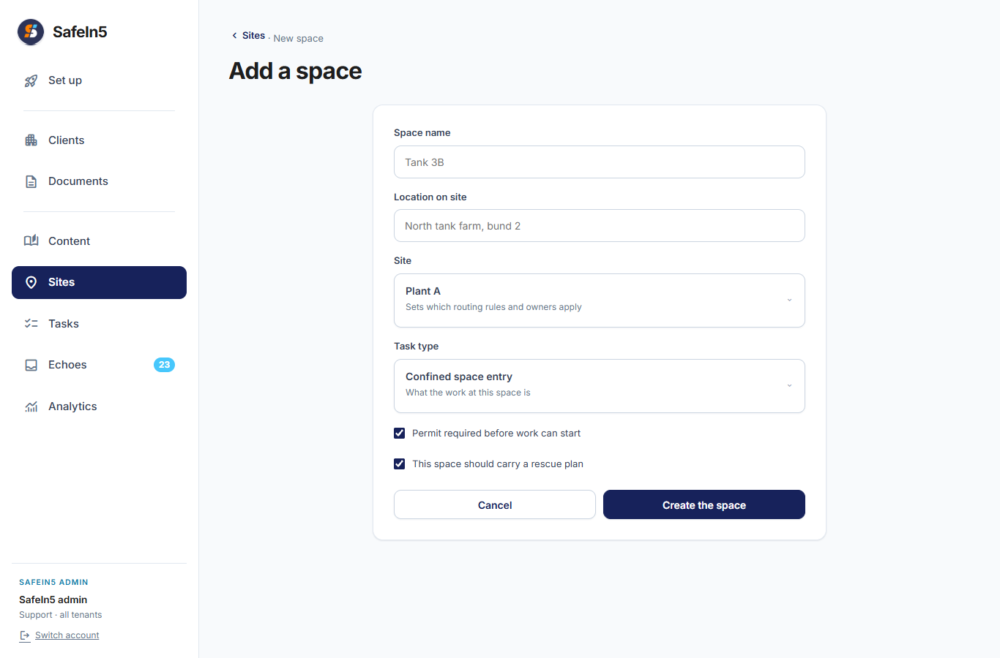 SafeIn5
Set up
Clients
Documents
Content
Sites
Tasks
Echoes 23
Analytics
SAFEIN5 ADMIN
SafeIn5 admin
Support · all tenants
Switch account
Sites · New space
Add a space
Space name
Tank 3B
Location on site
North tank farm, bund 2
Site
Plant A
Sets which routing rules and owners apply
Task type
Confined space entry
What the work at this space is
Permit required before work can start
This space should carry a rescue plan
Cancel
Create the space